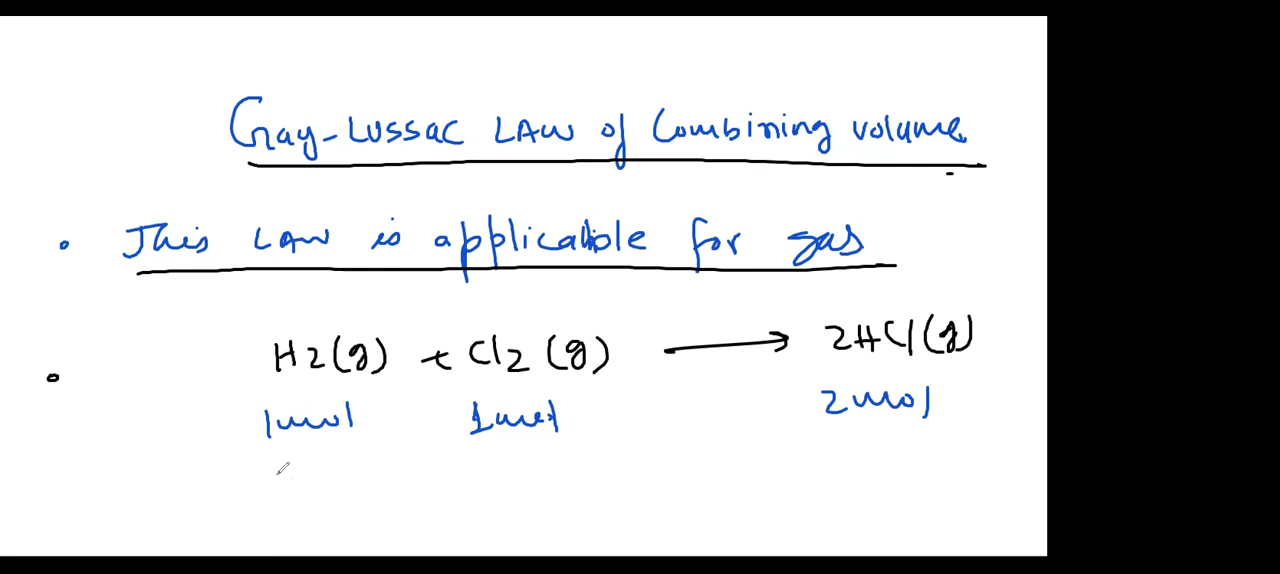 Gay-Lussac LAW of Combining volume
• This LAW is applicable for gas
• H2(g) + Cl2(g) → 2HCl(g)
1mol 1mol 2mol